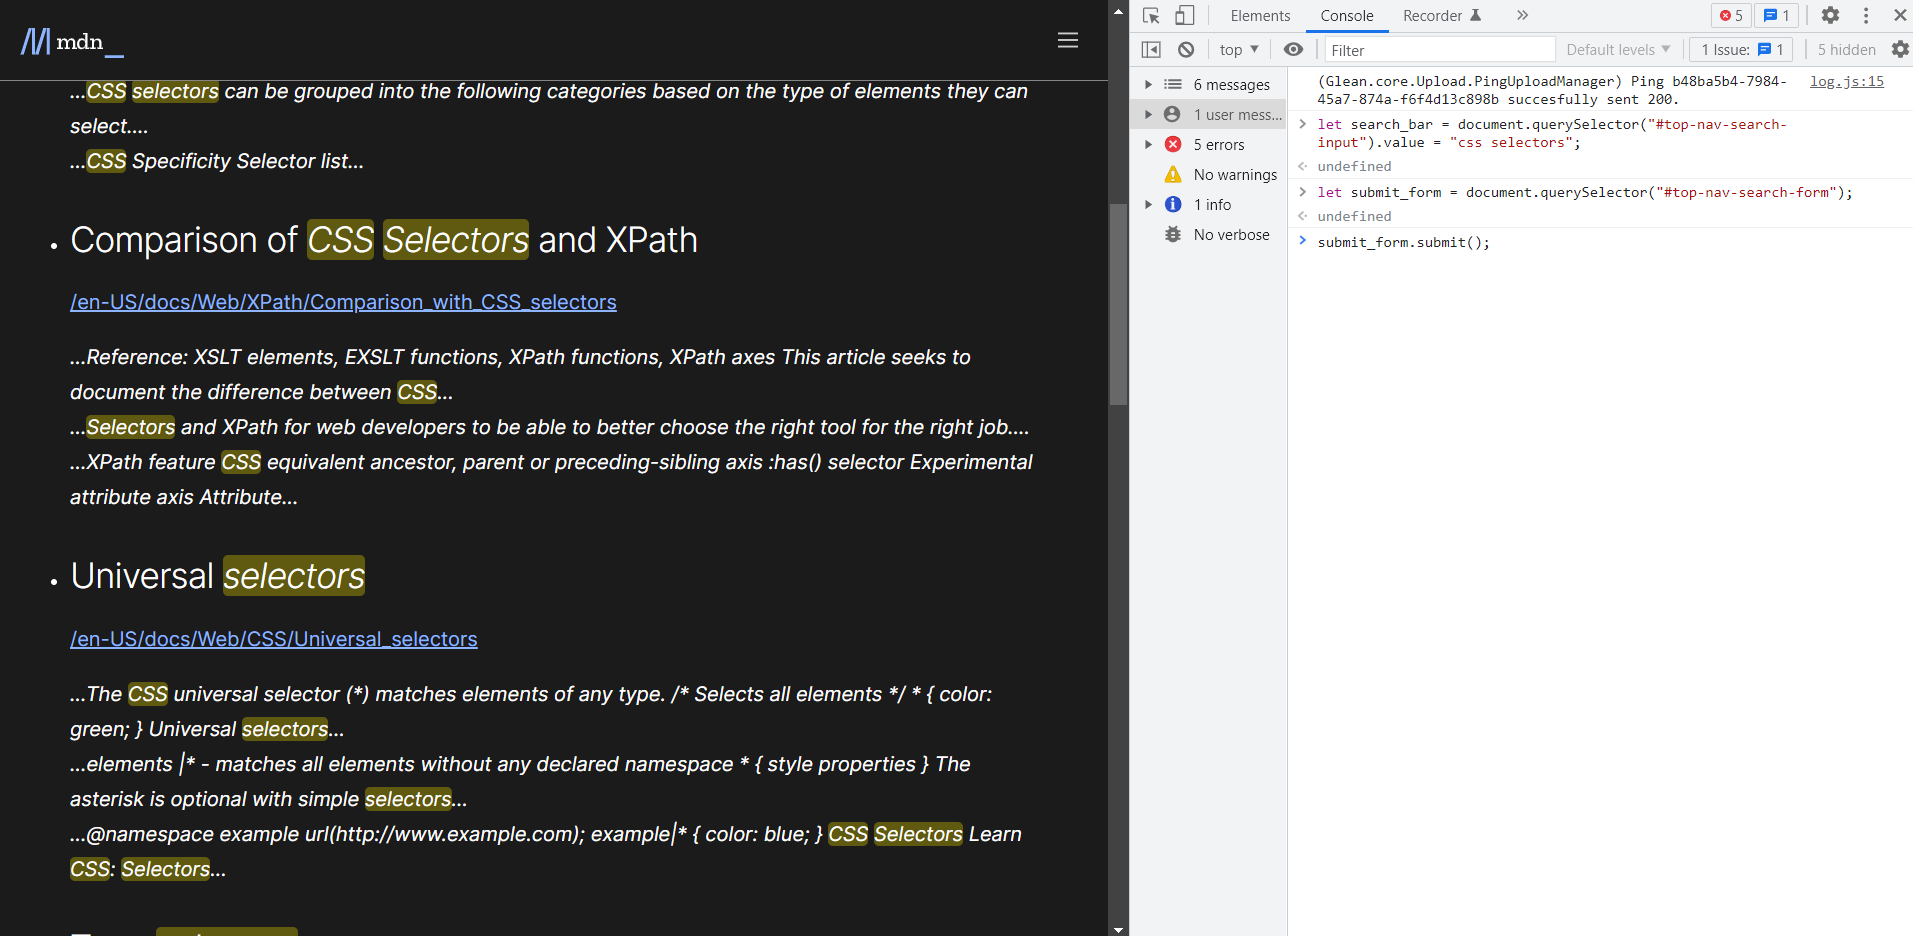 mdn_
...CSS selectors can be grouped into the following categories based on the type of elements they can
select....
...CSS Specificity Selector list...
• Comparison of CSS Selectors and XPath
/en-US/docs/Web/XPath/Comparison_with_CSS_selectors
...Reference: XSLT elements, EXSLT functions, XPath functions, XPath axes This article seeks to
document the difference between CSS...
...Selectors and XPath for web developers to be able to better choose the right tool for the right job....
...XPath feature CSS equivalent ancestor, parent or preceding-sibling axis :has() selector Experimental
attribute axis Attribute...
• Universal selectors
/en-US/docs/Web/CSS/Universal_selectors
...The CSS universal selector (*) matches elements of any type. /* Selects all elements */ * { color:
green; } Universal selectors...
...elements |* - matches all elements without any declared namespace * { style properties } The
asterisk is optional with simple selectors...
...@namespace example url(http://www.example.com); example|* { color: blue; } CSS Selectors Learn
CSS: Selectors...
Elements Console Recorder » 5 1
top Filter Default levels 1 Issue: 1 5 hidden
6 messages
1 user mess...
5 errors
No warnings
1 info
No verbose
(Glean.core.Upload.PingUploadManager) Ping b48ba5b4-7984- log.js:15
45a7-874a-f6f4d13c898b succesfully sent 200.
> let search_bar = document.querySelector("#top-nav-search-
input").value = "css selectors";
undefined
> let submit_form = document.querySelector("#top-nav-search-form");
undefined
> submit_form.submit();